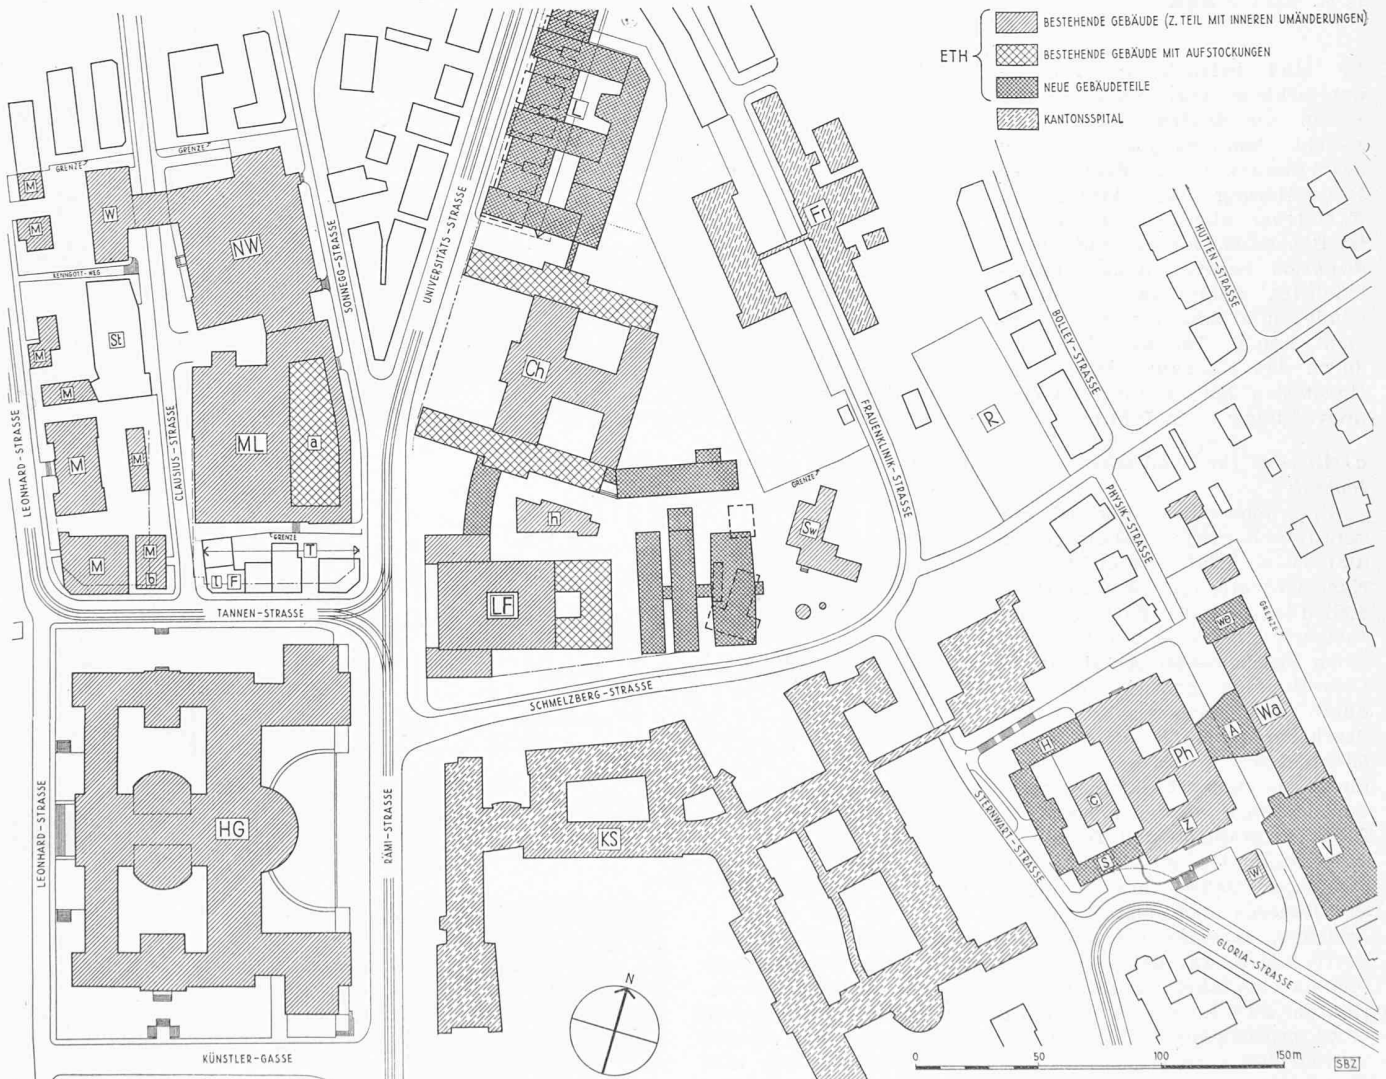 ETH
BESTEHENDE GEBÄUDE (Z. TEIL MIT INNEREN UMÄNDERUNGEN)
BESTEHENDE GEBÄUDE MIT AUFSTOCKUNGEN
NEUE GEBÄUDETEILE
KANTONSSPITAL
L
GRENZE
GRENZE
M
W
M
NW
KENNGOTT-WEG
SONNEGG-STRASSE
UNIVERSITÄTS-STRASSE
Fr
HUTTEN-STRASSE
BOLLEY-STRASSE
St
M
M
Ch
R
LEONHARD-STRASSE
CLAUSIUS-STRASSE
ML
a
M
M
FRAUENKLINIK-STRASSE
GRENZE
PHYSIK-STRASSE
h
Sw
GRENZE
T
M
M
b
l
F
LF
TANNEN-STRASSE
GRENZE
we
SCHMELZBERG-STRASSE
Wa
A
H
Ph
C
Z
S
W
V
LEONHARD-STRASSE
HG
RÄMI-STRASSE
KS
STERNWART-STRASSE
GLORIA-STRASSE
N
KÜNSTLER-GASSE
0 50 100 150 m
SBZ